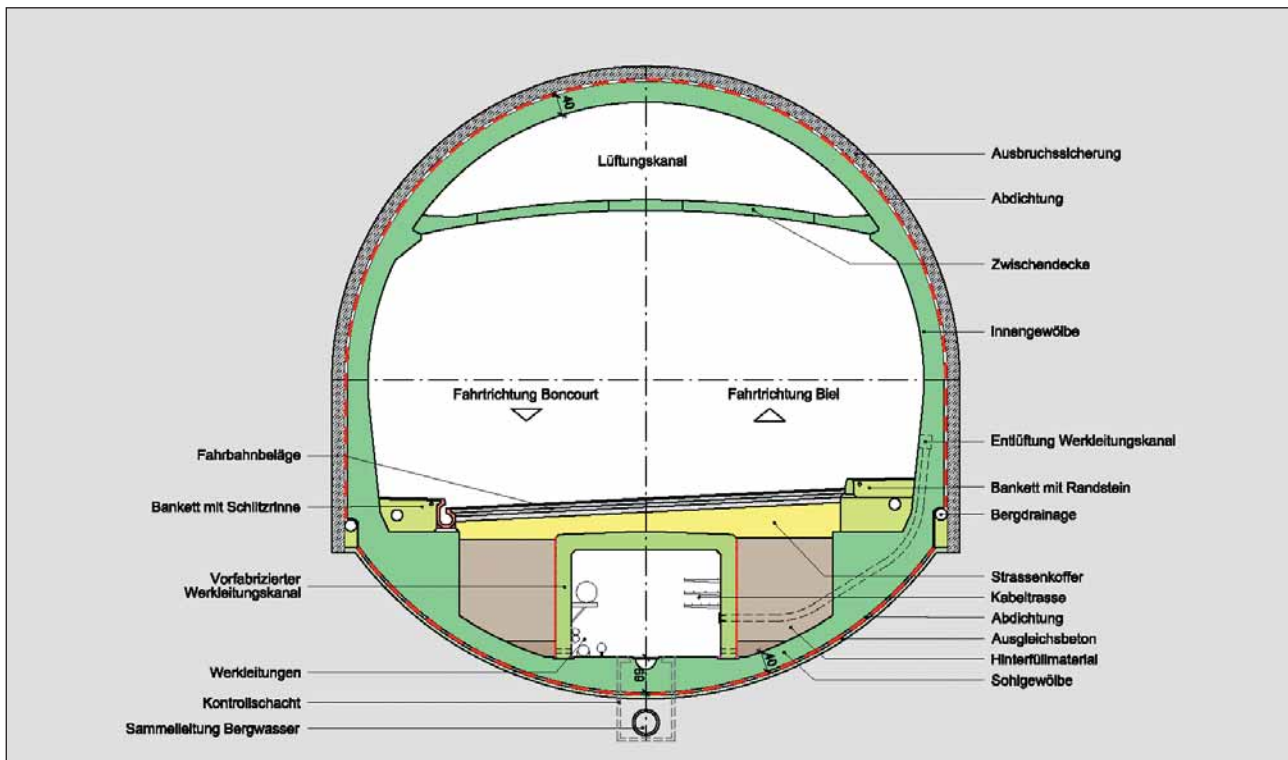 40
Lüftungskanal
Ausbruchssicherung
Abdichtung
Zwischendecke
Innengewölbe
Fahrtrichtung Boncourt
Fahrtrichtung Biel
Fahrbahnbeläge
Bankett mit Schlitzrinne
Vorfabrizierter
Werkleitungskanal
Werkleitungen
Kontrollschacht
Sammelleitung Bergwasser
Entlüftung Werkleitungskanal
Bankett mit Randstein
Bergdrainage
Strassenkoffer
Kabeltrasse
Abdichtung
Ausgleichsbeton
Hinterfüllmaterial
Sohlgewölbe
40